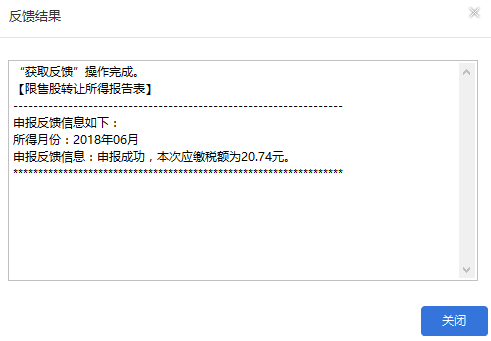 反馈结果
“获取反馈”操作完成。
【限售股转让所得报告表】
------------------------------------------------------------------
申报反馈信息如下：
所得月份：2018年06月
申报反馈信息：申报成功，本次应缴税额为20.74元。
******************************************************************
关闭